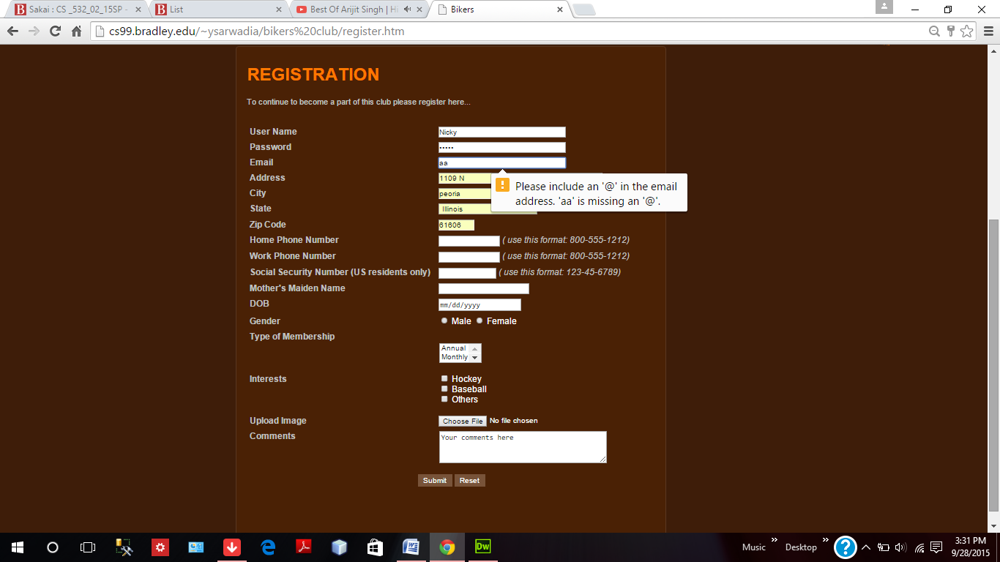 Sakai : CS _532_02_15SP -
List
Best Of Arijit Singh | Hi
Bikers
cs99.bradley.edu/~ysarwadia/bikers%20club/register.htm
REGISTRATION
To continue to become a part of this club please register here...
User Name Nicky
Password •••••
Email aa
Address 1109 N
Please include an '@' in the email
address. 'aa' is missing an '@'.
City peoria
State Illinois
Zip Code 61606
Home Phone Number ( use this format: 800-555-1212)
Work Phone Number ( use this format: 800-555-1212)
Social Security Number (US residents only) ( use this format: 123-45-6789)
Mother's Maiden Name
DOB mm/dd/yyyy
Gender Male Female
Type of Membership
Annual
Monthly
Interests Hockey
Baseball
Others
Upload Image Choose File No file chosen
Comments Your comments here
Submit Reset
Dw
Music
Desktop
3:31 PM
9/28/2015